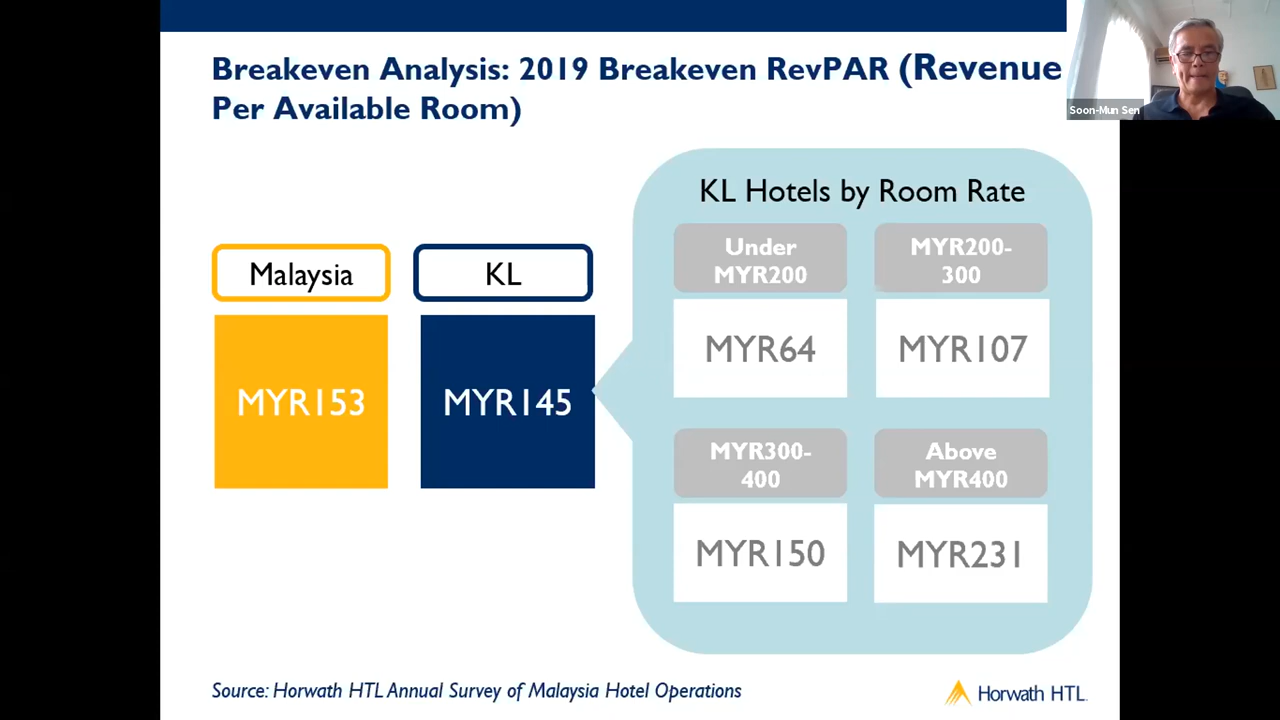 Breakeven Analysis: 2019 Breakeven RevPAR (Revenue
Per Available Room)
Soon-Mun Sen
Malaysia
KL
MYR153
MYR145
KL Hotels by Room Rate
Under
MYR200
MYR200-
300
MYR64
MYR107
MYR300-
400
Above
MYR400
MYR150
MYR231
Source: Horwath HTL Annual Survey of Malaysia Hotel Operations
Horwath HTL.